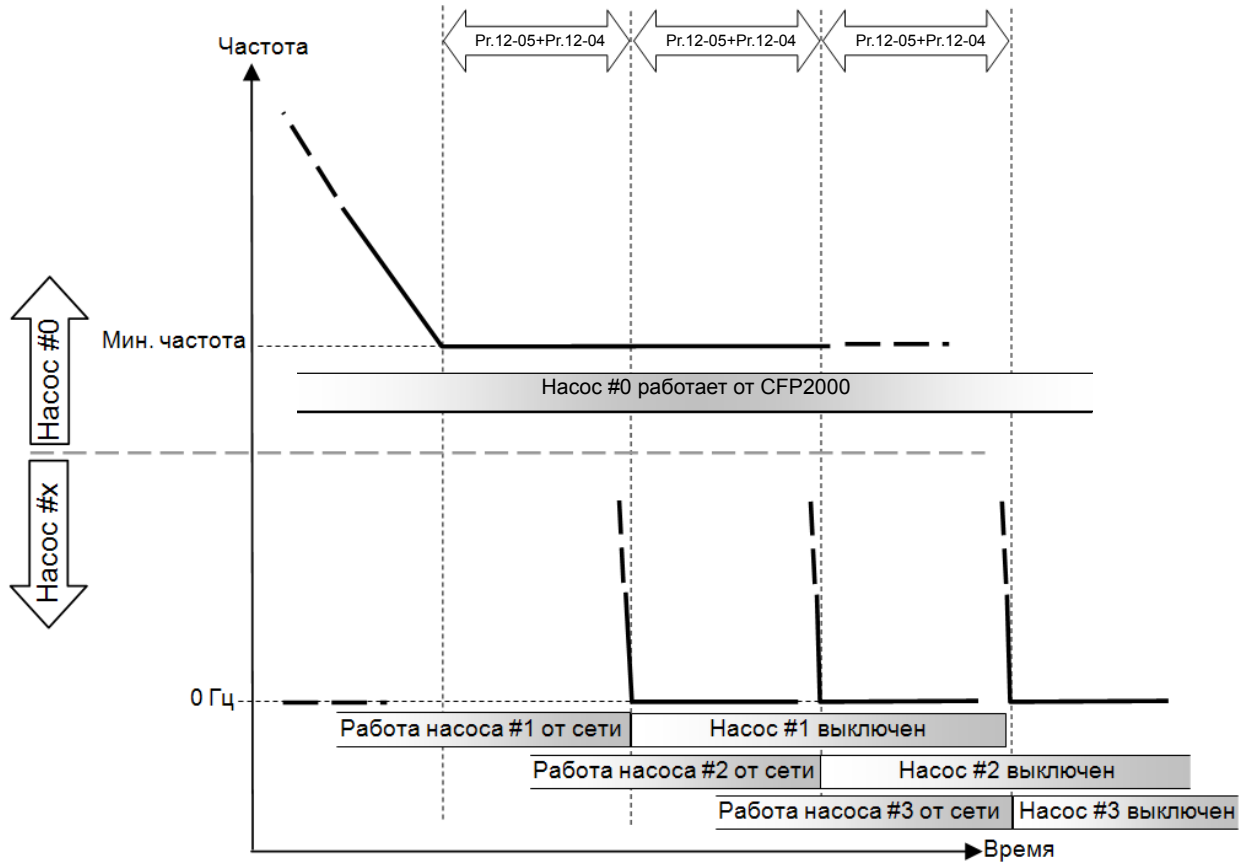 Pr.12-05+Pr.12-04
Pr.12-05+Pr.12-04
Pr.12-05+Pr.12-04
Частота
Насос #0
Мин. частота
Насос #0 работает от CFP2000
Насос #x
0 Гц
Работа насоса #1 от сети
Насос #1 выключен
Работа насоса #2 от сети
Насос #2 выключен
Работа насоса #3 от сети
Насос #3 выключен
Время